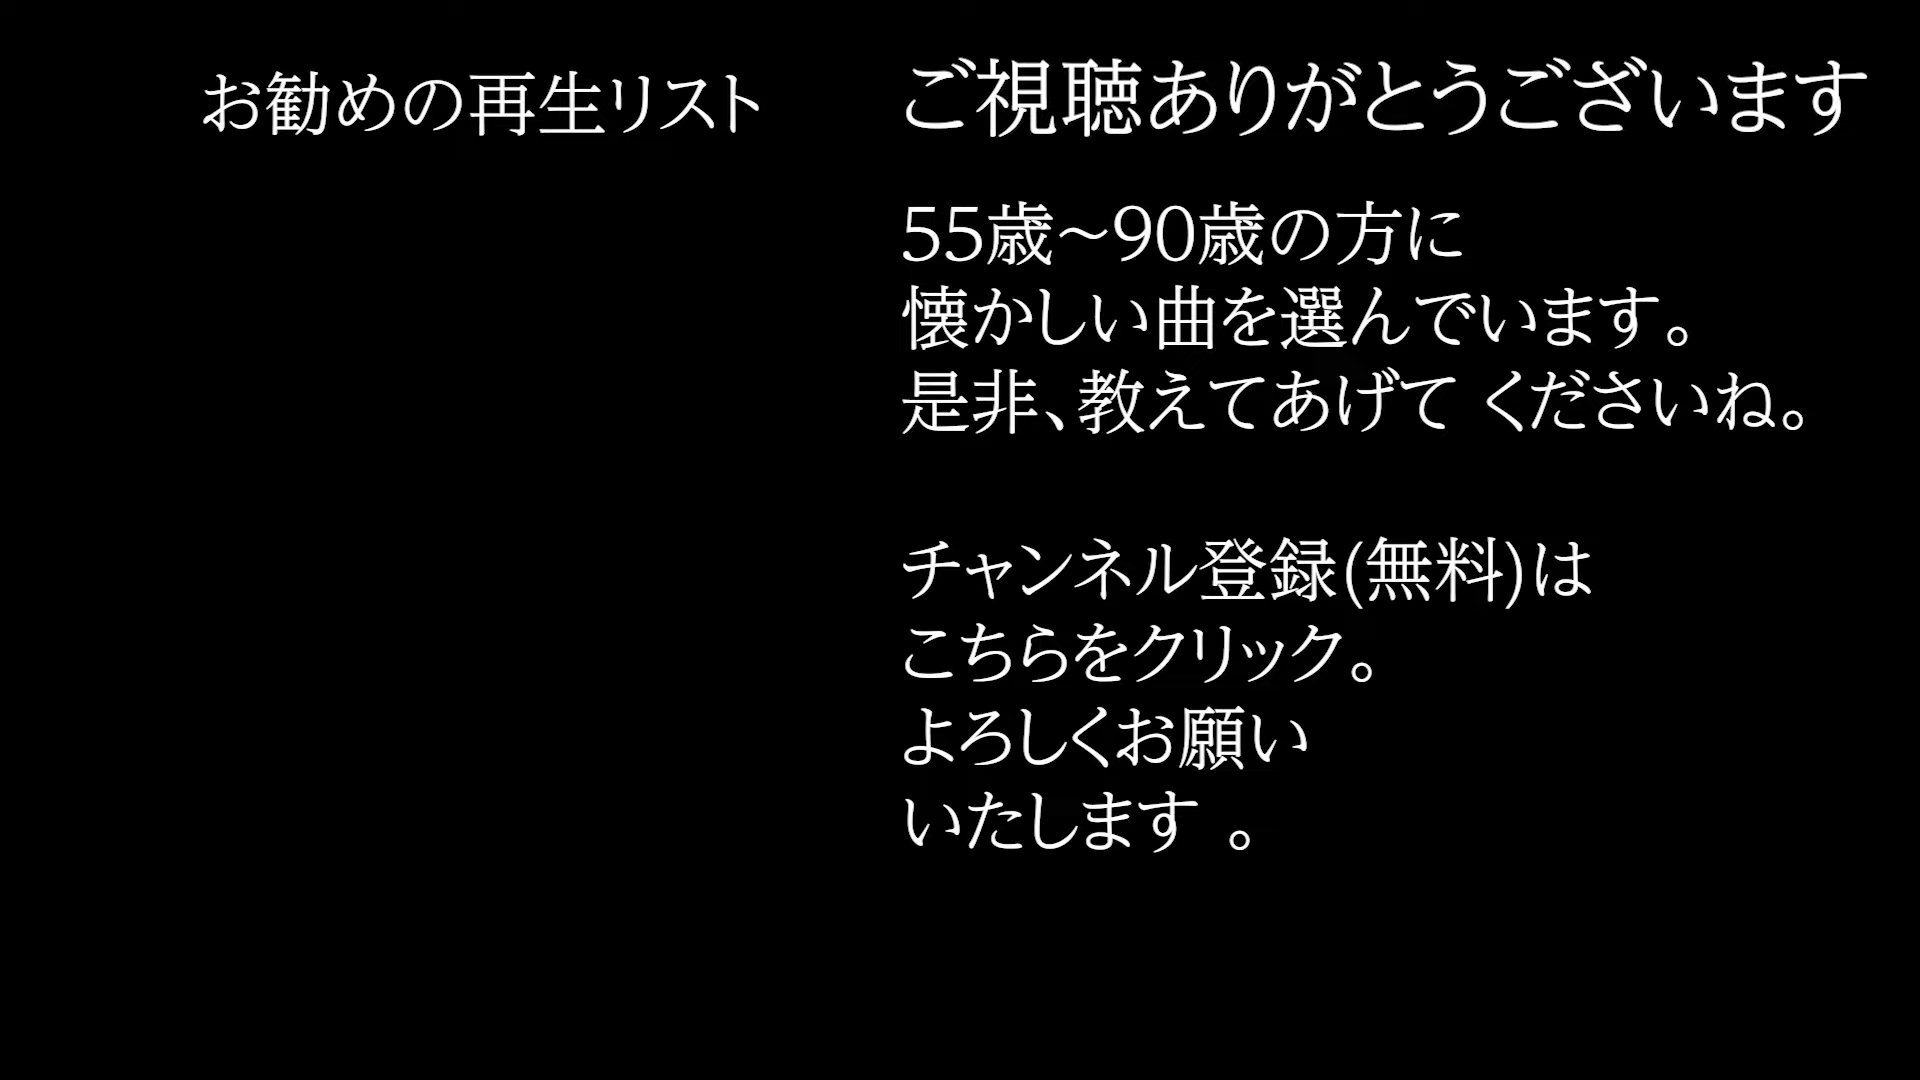 お勧めの再生リスト
ご視聴ありがとうございます
55歳～90歳の方に
懐かしい曲を選んでいます。
是非、教えてあげて くださいね。
チャンネル登録(無料)は
こちらをクリック。
よろしくお願い
いたします 。